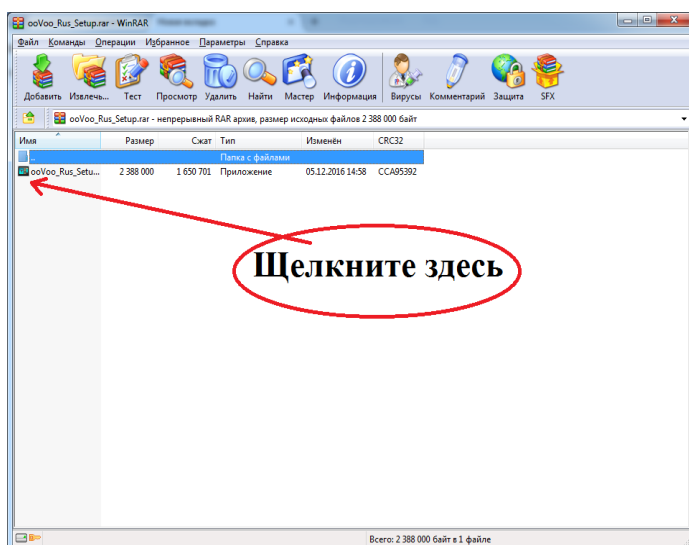 ooVoo_Rus_Setup.rar - WinRAR
Файл Команды Операции Избранное Параметры Справка
Добавить Извлечь... Тест Просмотр Удалить Найти Мастер Информация Вирусы Комментарий Защита SFX
ooVoo_Rus_Setup.rar - непрерывный RAR архив, размер исходных файлов 2 388 000 байт
Имя Размер Сжат Тип Изменён CRC32
.. Папка с файлами
ooVoo_Rus_Setu... 2 388 000 1 650 701 Приложение 05.12.2016 14:58 CCA95392
Щелкните здесь
Всего: 2 388 000 байт в 1 файле